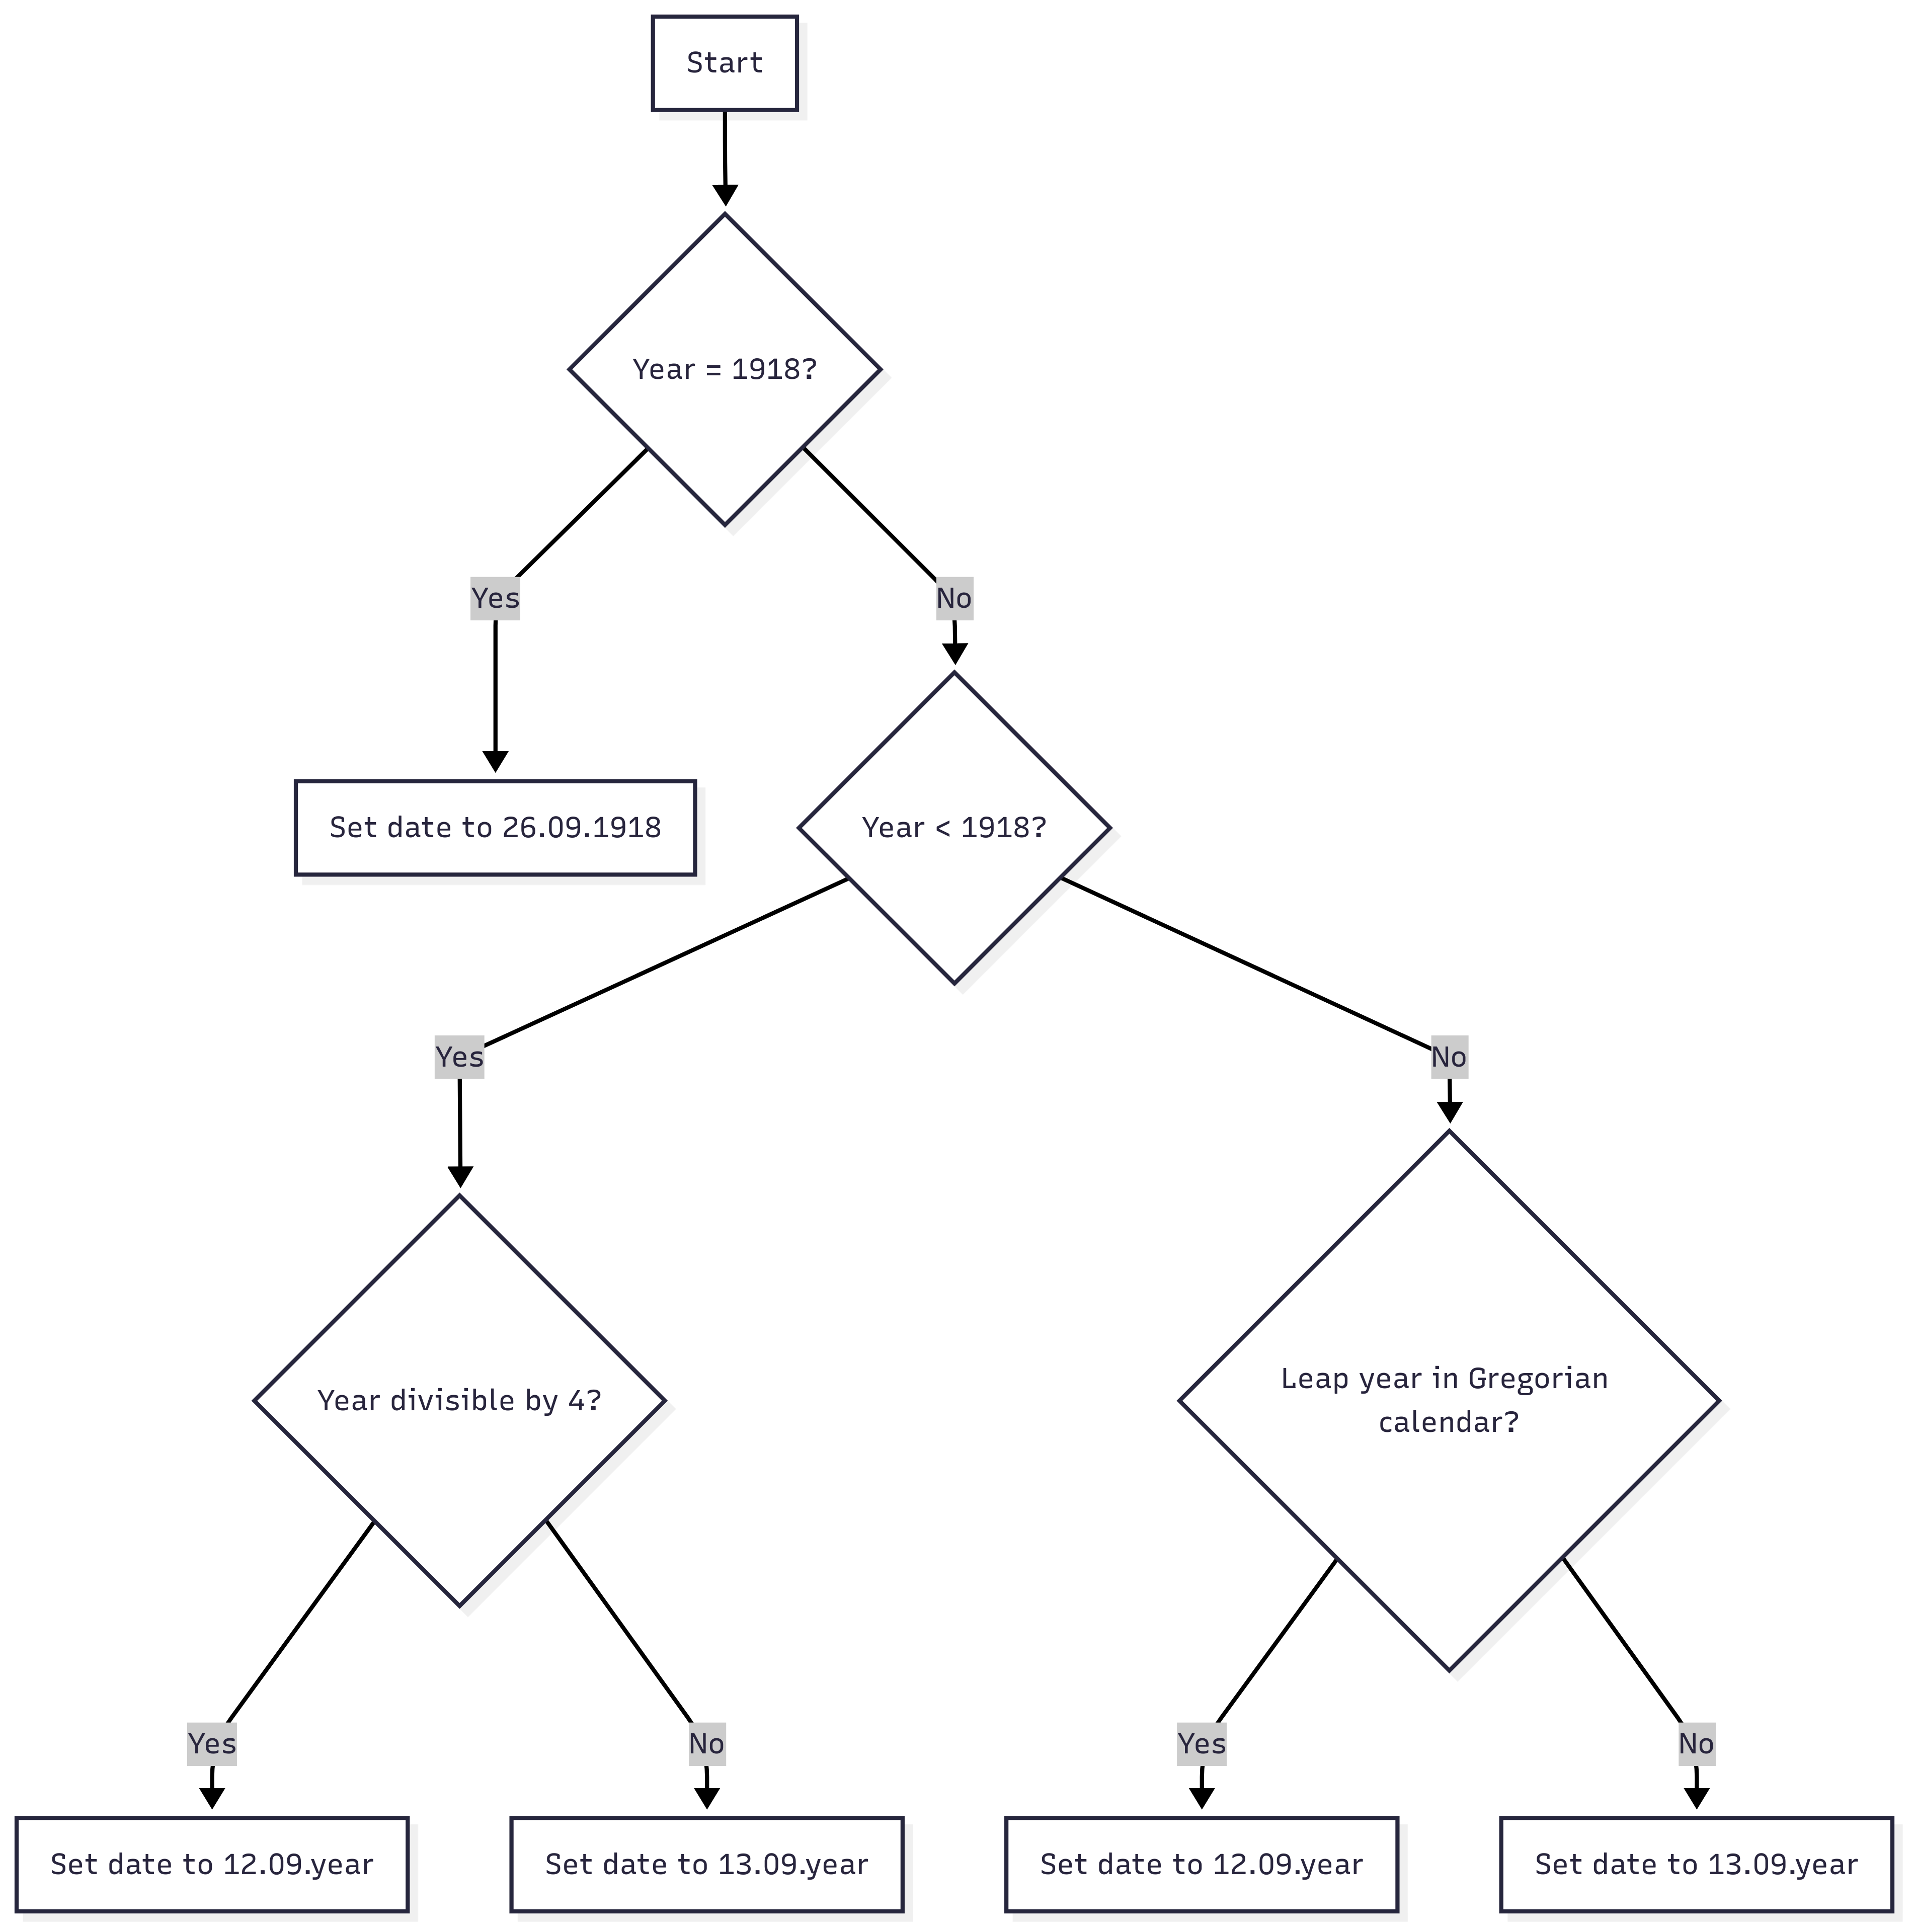 Start
Year = 1918?
Yes
No
Set date to 26.09.1918
Year < 1918?
Yes
No
Year divisible by 4?
Leap year in Gregorian
calendar?
Yes
No
Yes
No
Set date to 12.09.year
Set date to 13.09.year
Set date to 12.09.year
Set date to 13.09.year